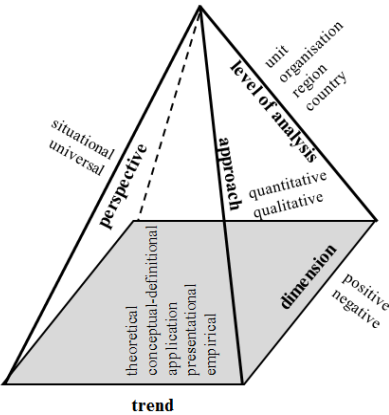 unit
organisation
region
country
level of analysis
situational
universal
perspective
approach
quantitative
qualitative
dimension
positive
negative
theoretical
conceptual-definitional
application
presentational
empirical
trend